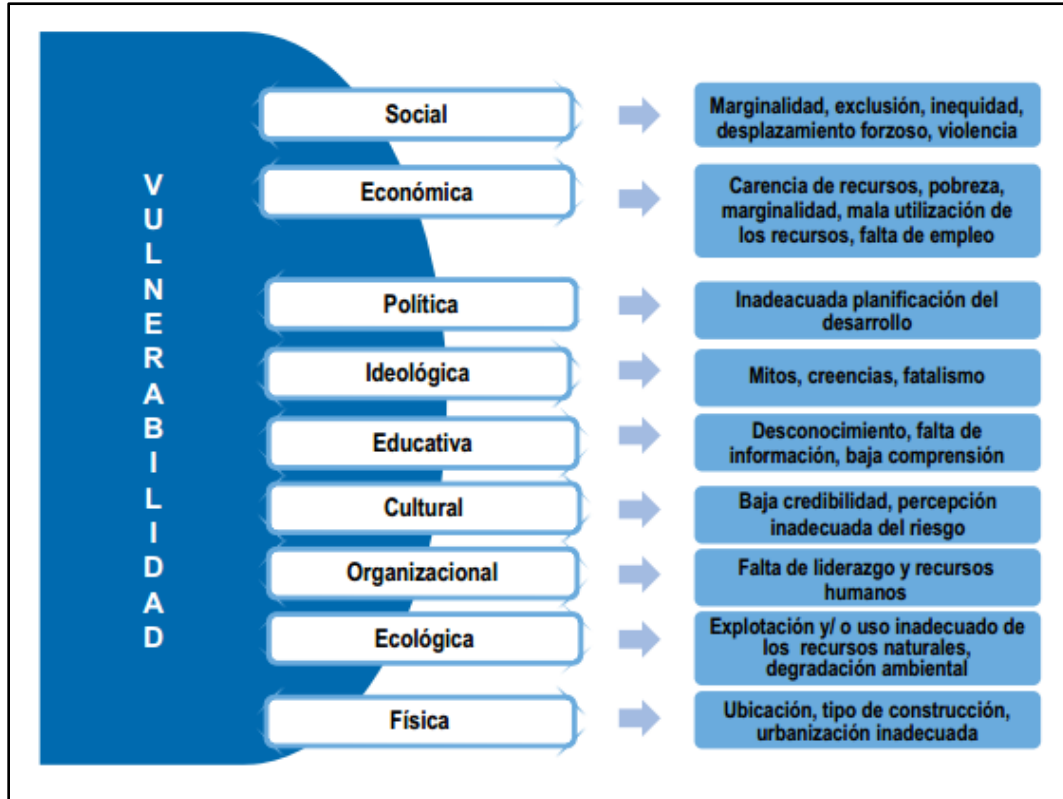 VULNERABILIDAD
Social
Marginalidad, exclusión, inequidad,
desplazamiento forzoso, violencia
Económica
Carencia de recursos, pobreza,
marginalidad, mala utilización de
los recursos, falta de empleo
Política
Inadeacuada planificación del
desarrollo
Ideológica
Mitos, creencias, fatalismo
Educativa
Desconocimiento, falta de
información, baja comprensión
Cultural
Baja credibilidad, percepción
inadecuada del riesgo
Organizacional
Falta de liderazgo y recursos
humanos
Ecológica
Explotación y/ o uso inadecuado de
los recursos naturales,
degradación ambiental
Física
Ubicación, tipo de construcción,
urbanización inadecuada